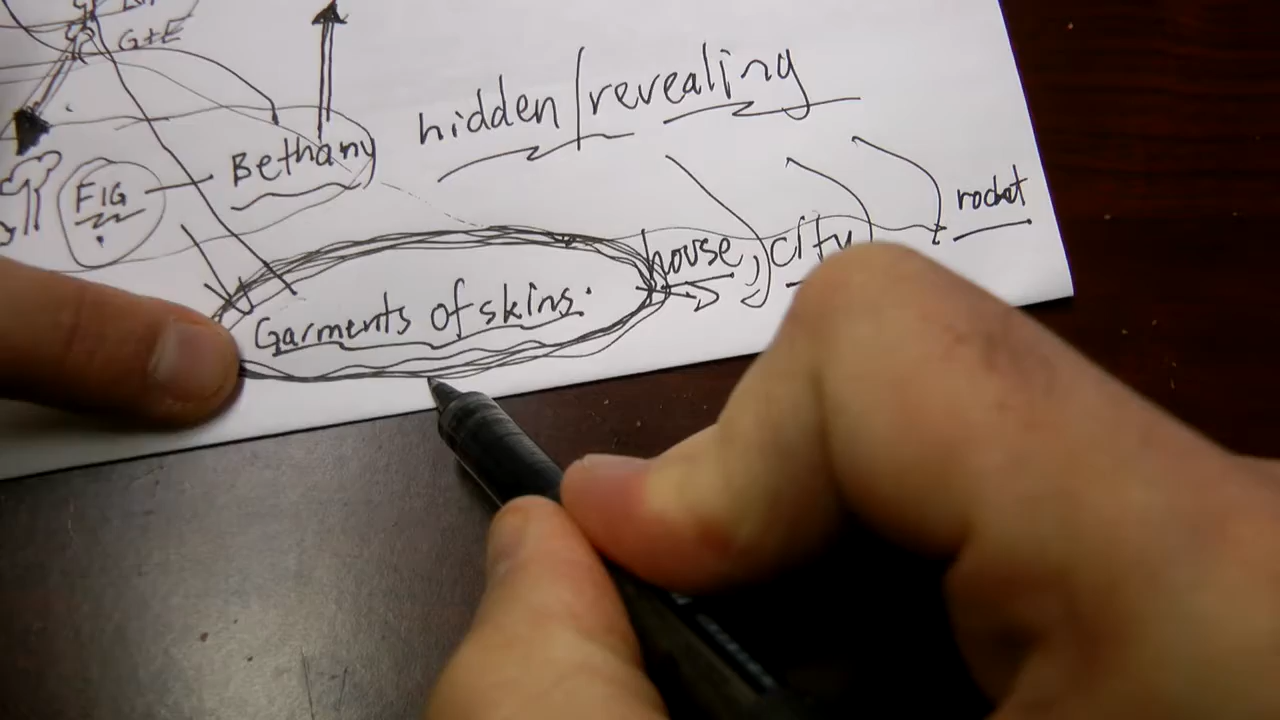 G+E
hidden/revealing
Bethany
FIG
rocket
house, city
Garments of skins.